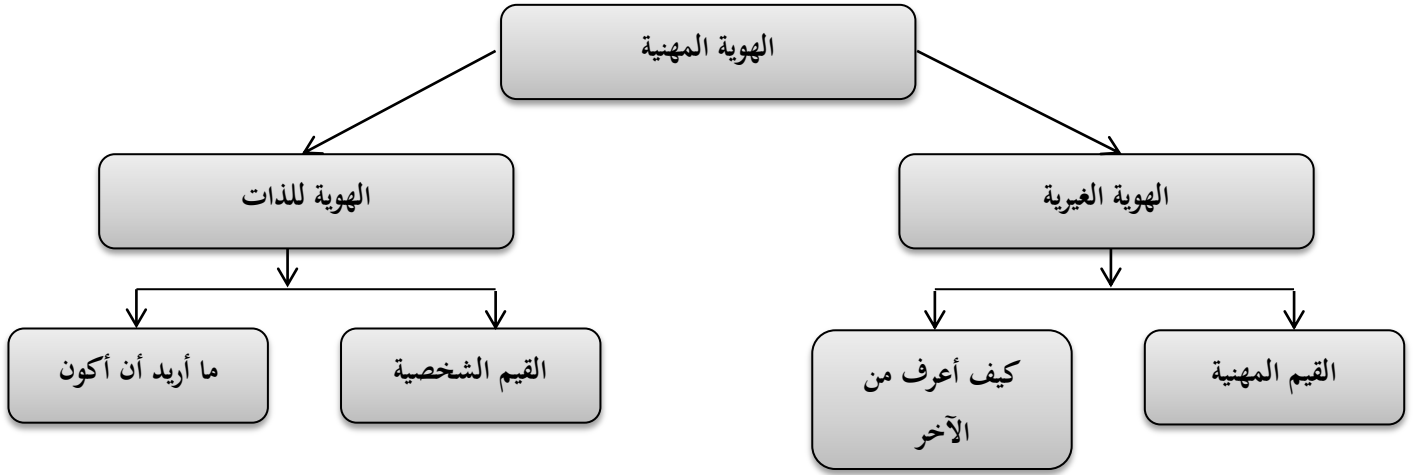 الهوية المهنية
الهوية الغيرية
الهوية للذات
القيم المهنية
كيف أعرف من
الآخر
القيم الشخصية
ما أريد أن أكون